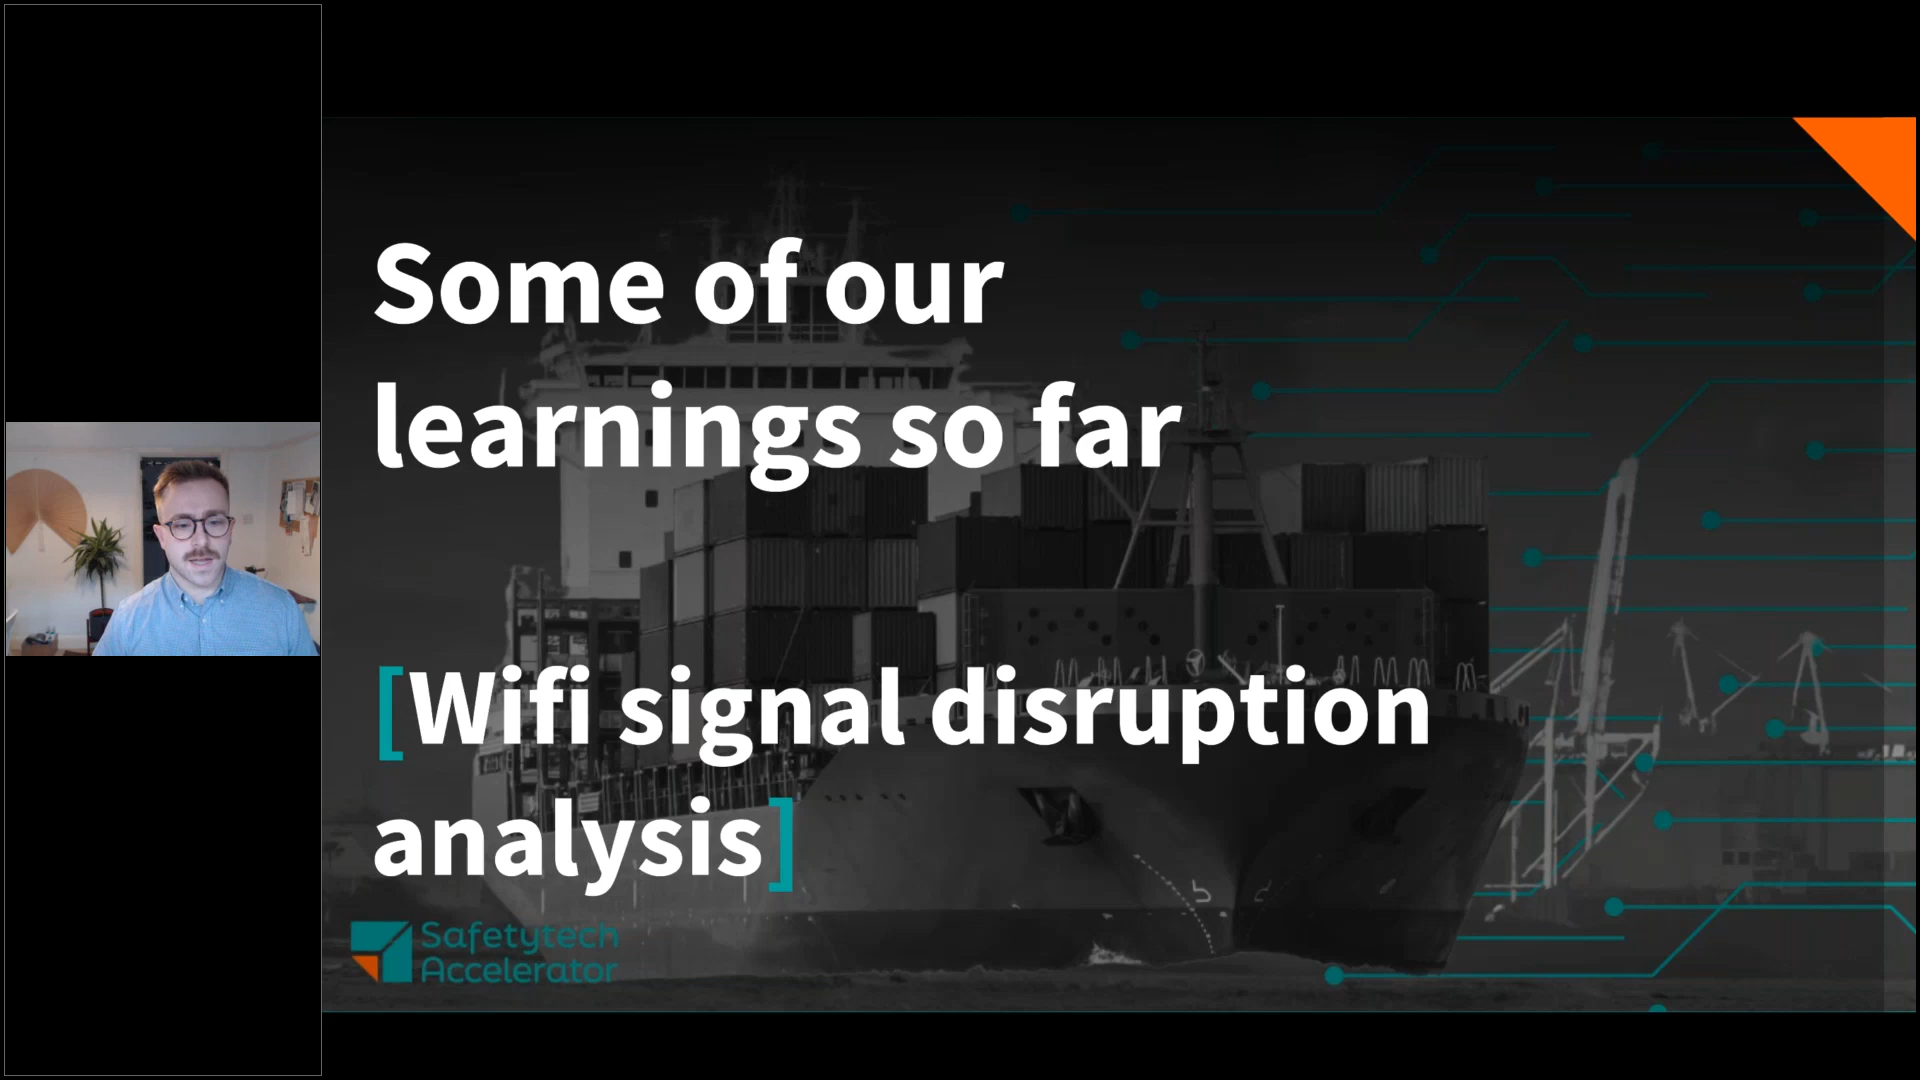 Some of our
learnings so far
[Wifi signal disruption
analysis]
Safetytech
Accelerator